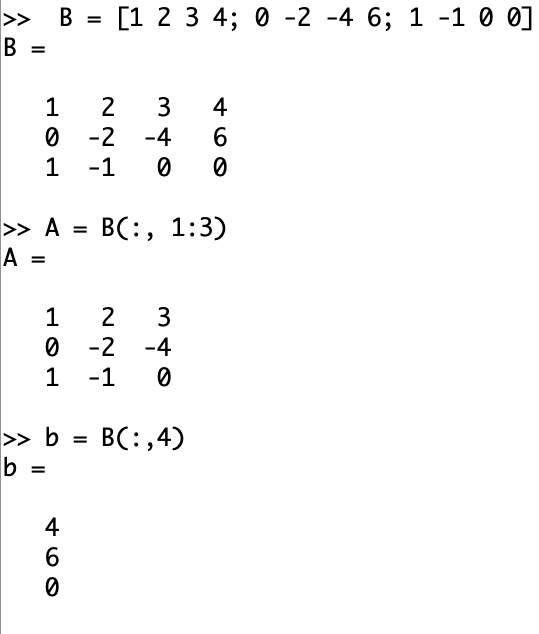 >>  B = [1 2 3 4; 0 -2 -4 6; 1 -1 0 0]
B =
   1   2   3   4
   0  -2  -4   6
   1  -1   0   0
>> A = B(:, 1:3)
A =
   1   2   3
   0  -2  -4
   1  -1   0
>> b = B(:,4)
b =
   4
   6
   0